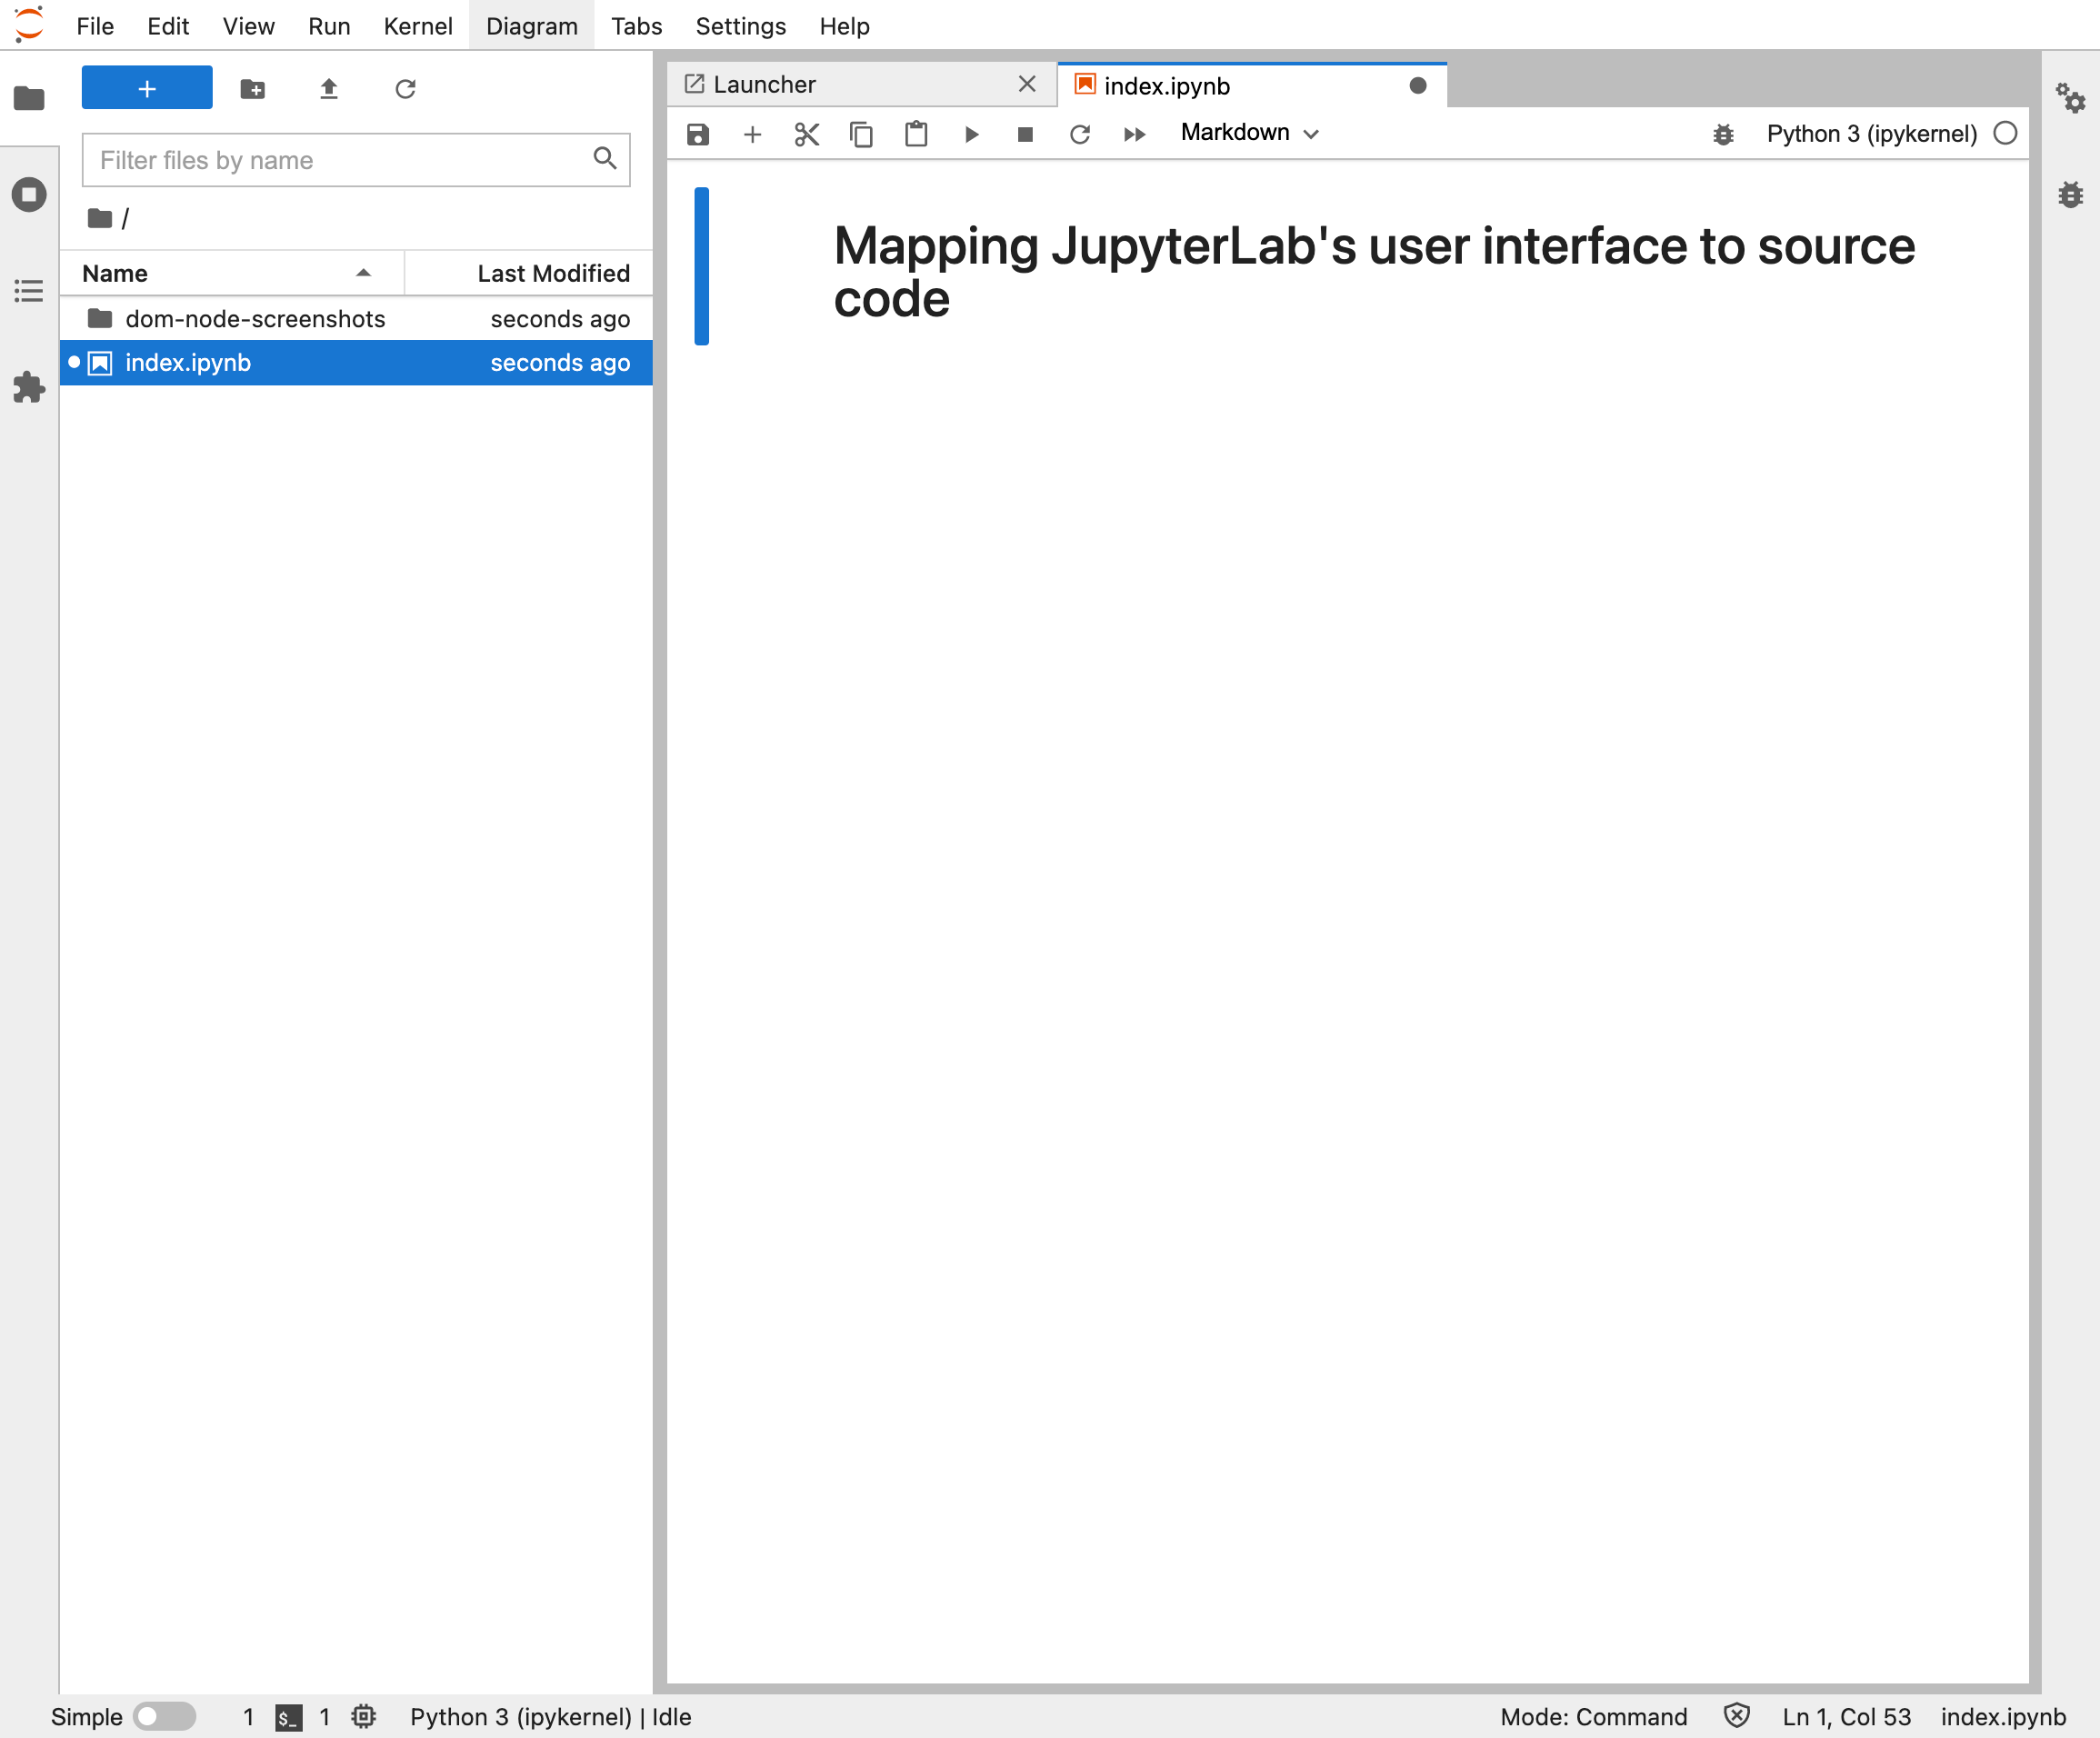 File Edit View Run Kernel Diagram Tabs Settings Help
+
Filter files by name
/
Name Last Modified
dom-node-screenshots seconds ago
index.ipynb seconds ago
Launcher index.ipynb
Markdown Python 3 (ipykernel)
Mapping JupyterLab's user interface to source
code
Simple 1 $_ 1 Python 3 (ipykernel) | Idle Mode: Command Ln 1, Col 53 index.ipynb